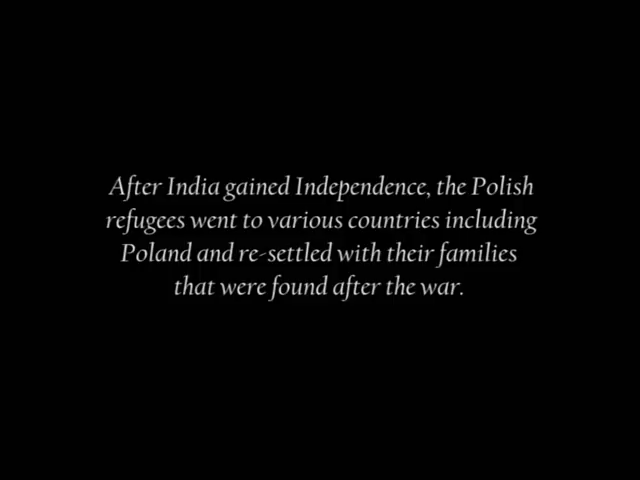 After India gained Independence, the Polish
refugees went to various countries including
Poland and re-settled with their families
that were found after the war.